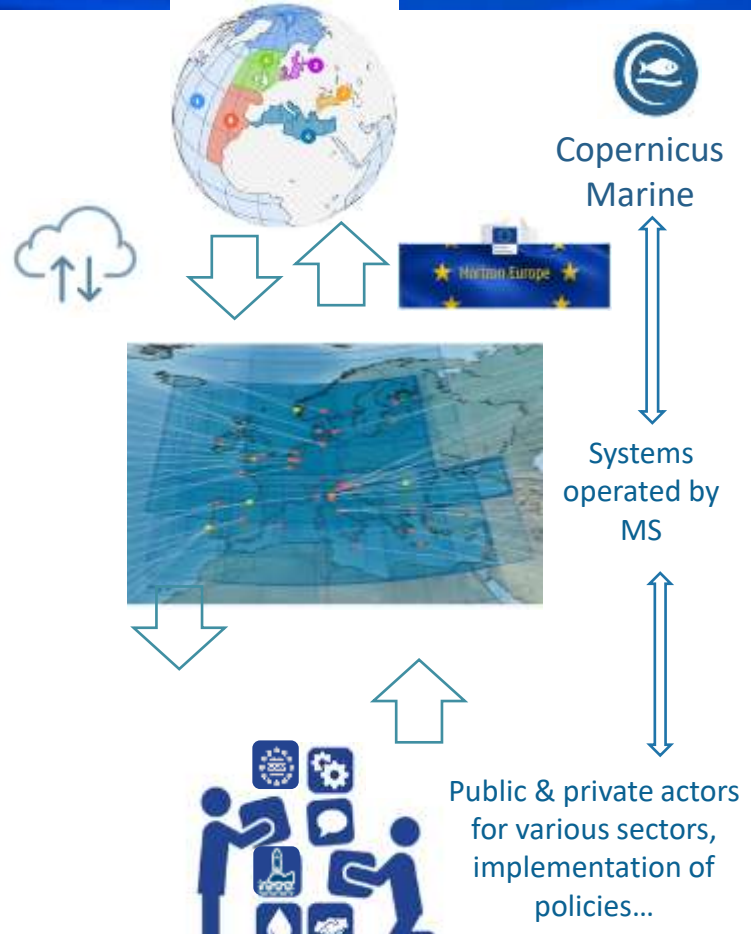 Copernicus
Marine
Horizon Europe
Systems
operated by
MS
Public & private actors
for various sectors,
implementation of
policies…